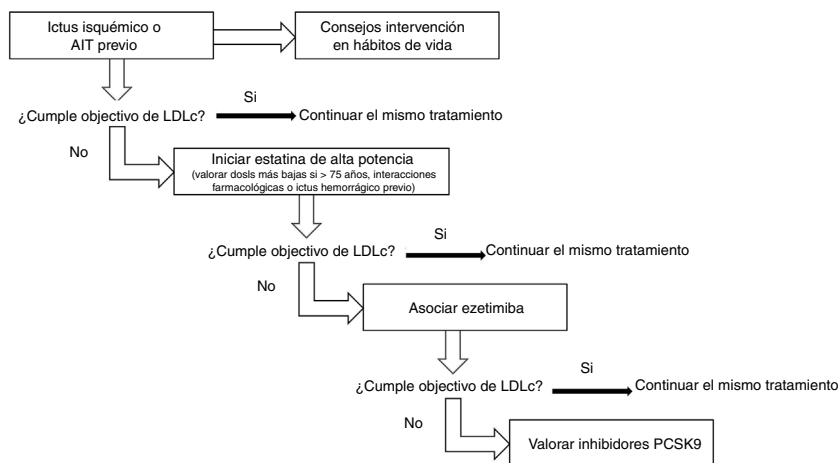 Ictus isquémico o
AIT previo
Consejos intervención
en hábitos de vida
¿Cumple objectivo de LDLc?
Si
Continuar el mismo tratamiento
No
Iniciar estatina de alta potencia
(valorar dosls más bajas si > 75 años, interacciones
farmacológicas o ictus hemorrágico previo)
¿Cumple objectivo de LDLc?
Si
Continuar el mismo tratamiento
No
Asociar ezetimiba
¿Cumple objectivo de LDLc?
Si
Continuar el mismo tratamiento
No
Valorar inhibidores PCSK9